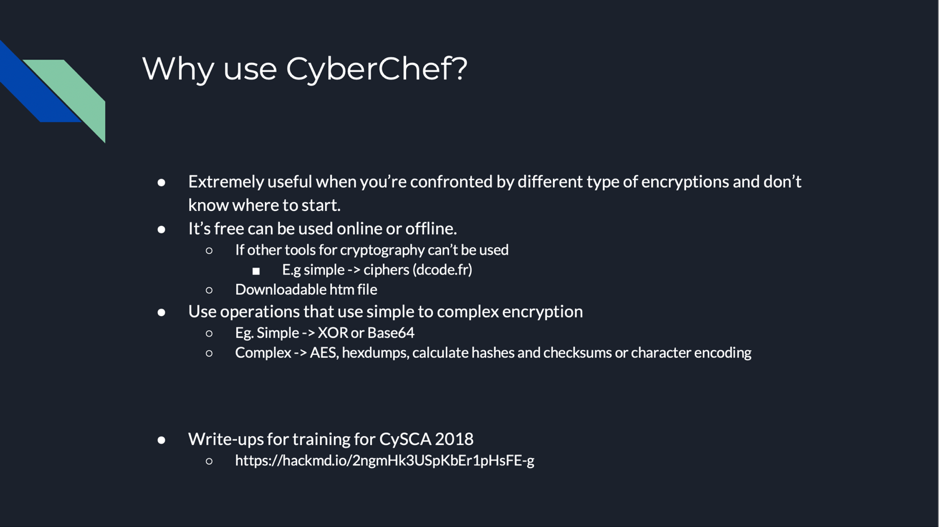 Why use CyberChef?
● Extremely useful when you’re confronted by different type of encryptions and don’t
know where to start.
● It’s free can be used online or offline.
○ If other tools for cryptography can’t be used
■ E.g simple -> ciphers (dcode.fr)
○ Downloadable htm file
● Use operations that use simple to complex encryption
○ Eg. Simple -> XOR or Base64
○ Complex -> AES, hexdumps, calculate hashes and checksums or character encoding
● Write-ups for training for CySCA 2018
○ https://hackmd.io/2ngmHk3USpKbEr1pHsFE-g